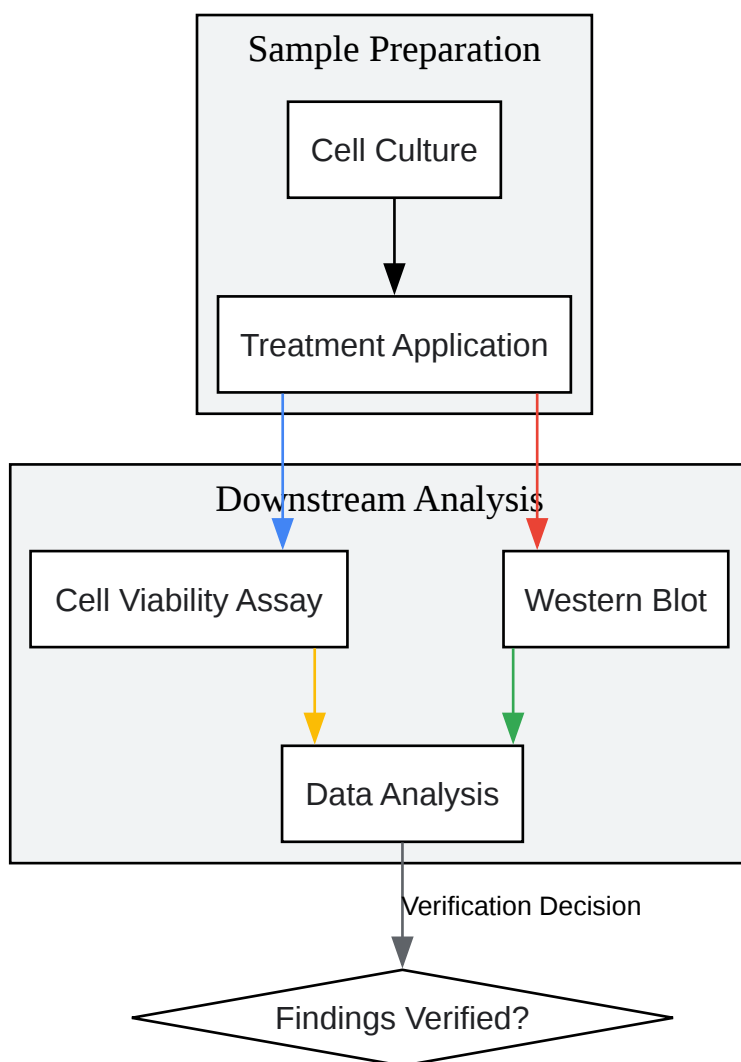 Sample Preparation
Cell Culture
Treatment Application
Downstream Analysis
Cell Viability Assay
Western Blot
Data Analysis
Verification Decision
Findings Verified?